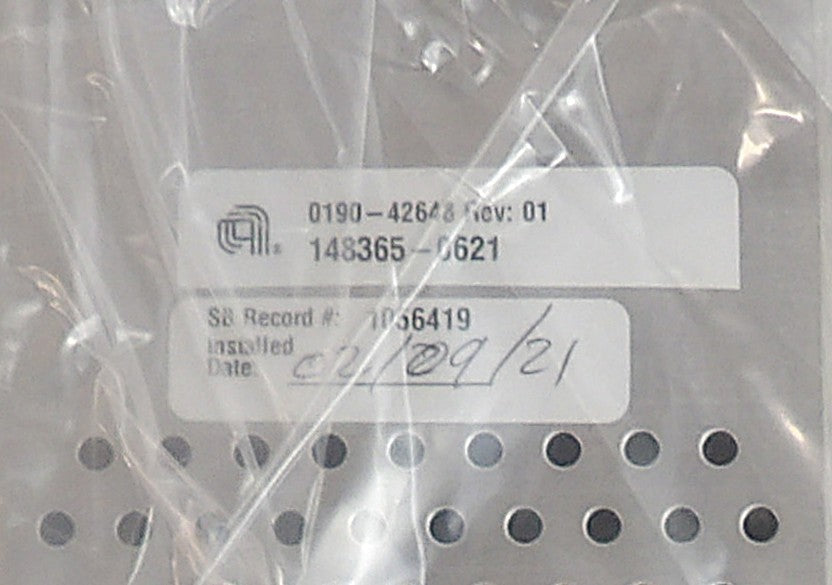 0190-42648 Rev: 01
148365-0621
SB Record #: 1056419
Installed
Date: 02/09/21